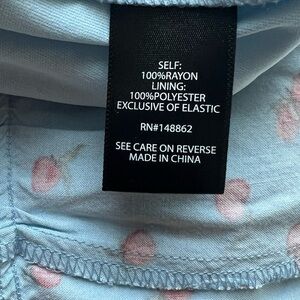 SELF:
100%RAYON
LINING:
100%POLYESTER
EXCLUSIVE OF ELASTIC
RN#148862
SEE CARE ON REVERSE
MADE IN CHINA